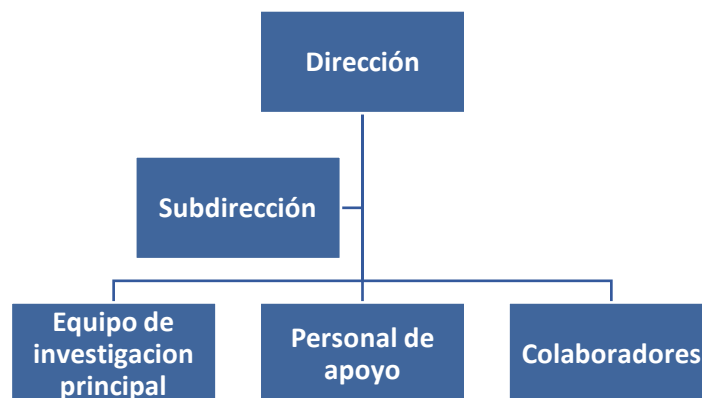 Dirección
Subdirección
Equipo de
investigacion
principal
Personal de
apoyo
Colaboradores